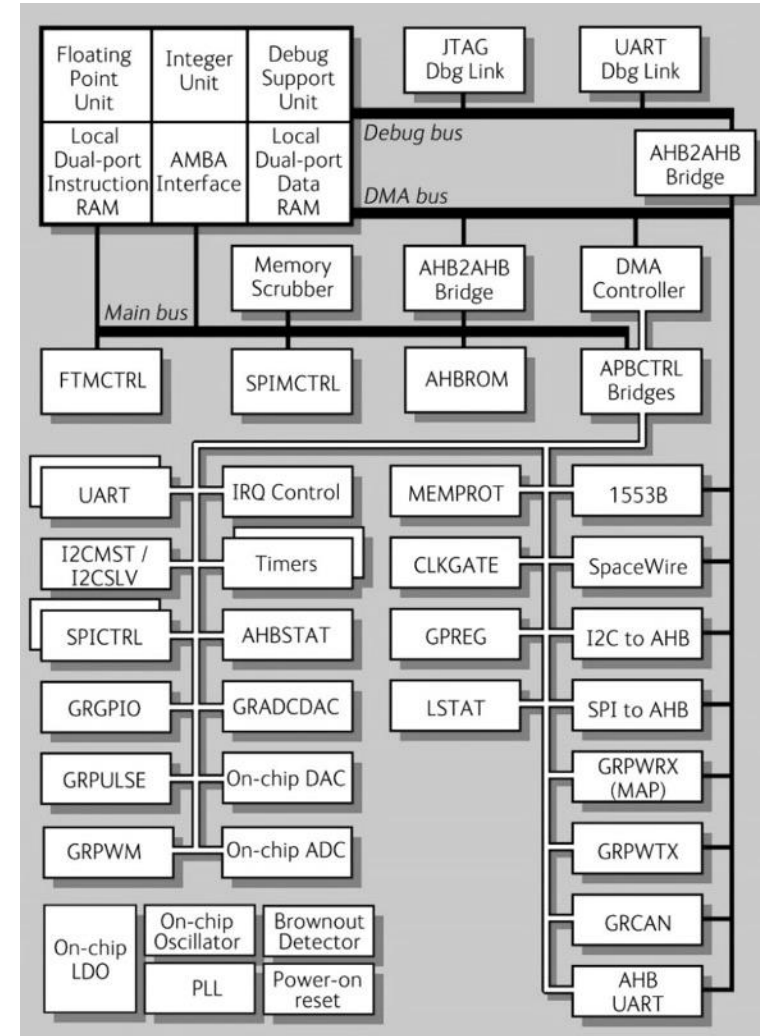 Floating
Point
Unit
Integer
Unit
Debug
Support
Unit
JTAG
Dbg Link
UART
Dbg Link
Local
Dual-port
Instruction
RAM
AMBA
Interface
Local
Dual-port
Data
RAM
Debug bus
AHB2AHB
Bridge
DMA bus
Memory
Scrubber
AHB2AHB
Bridge
DMA
Controller
Main bus
FTMCTRL
SPIMCTRL
AHBROM
APBCTRL
Bridges
UART
IRQ Control
MEMPROT
1553B
I2CMST /
I2CSLV
Timers
CLKGATE
SpaceWire
SPICTRL
AHBSTAT
GPREG
I2C to AHB
GRGPIO
GRADCDAC
LSTAT
SPI to AHB
GRPULSE
On-chip DAC
GRPWRX
(MAP)
GRPWM
On-chip ADC
GRPWTX
On-chip
LDO
On-chip
Oscillator
Brownout
Detector
GRCAN
PLL
Power-on
reset
AHB
UART